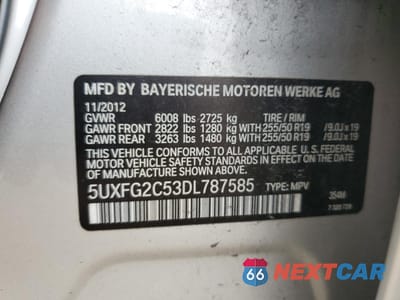 MFD BY BAYERISCHE MOTOREN WERKE AG
11/2012
GVWR 6008 lbs 2725 kg TIRE / RIM
GAWR FRONT 2822 lbs 1280 kg 255/50 R19 / 9.0J x 19
GAWR REAR 3263 lbs 1480 kg 255/50 R19 / 9.0J x 19
THIS VEHICLE CONFORMS TO ALL APPLICABLE FEDERAL
MOTOR VEHICLE SAFETY STANDARDS IN EFFECT ON THE
DATE OF MANUFACTURE SHOWN ABOVE.
5UXFG2C53DL787585 TYPE: MPV
66 NEXTCAR